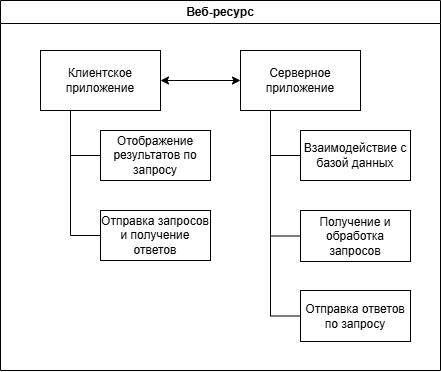 Веб-ресурс
Клиентское
приложение
Серверное
приложение
Отображение
результатов по
запросу
Взаимодействие с
базой данных
Отправка запросов
и получение
ответов
Получение и
обработка
запросов
Отправка ответов
по запросу